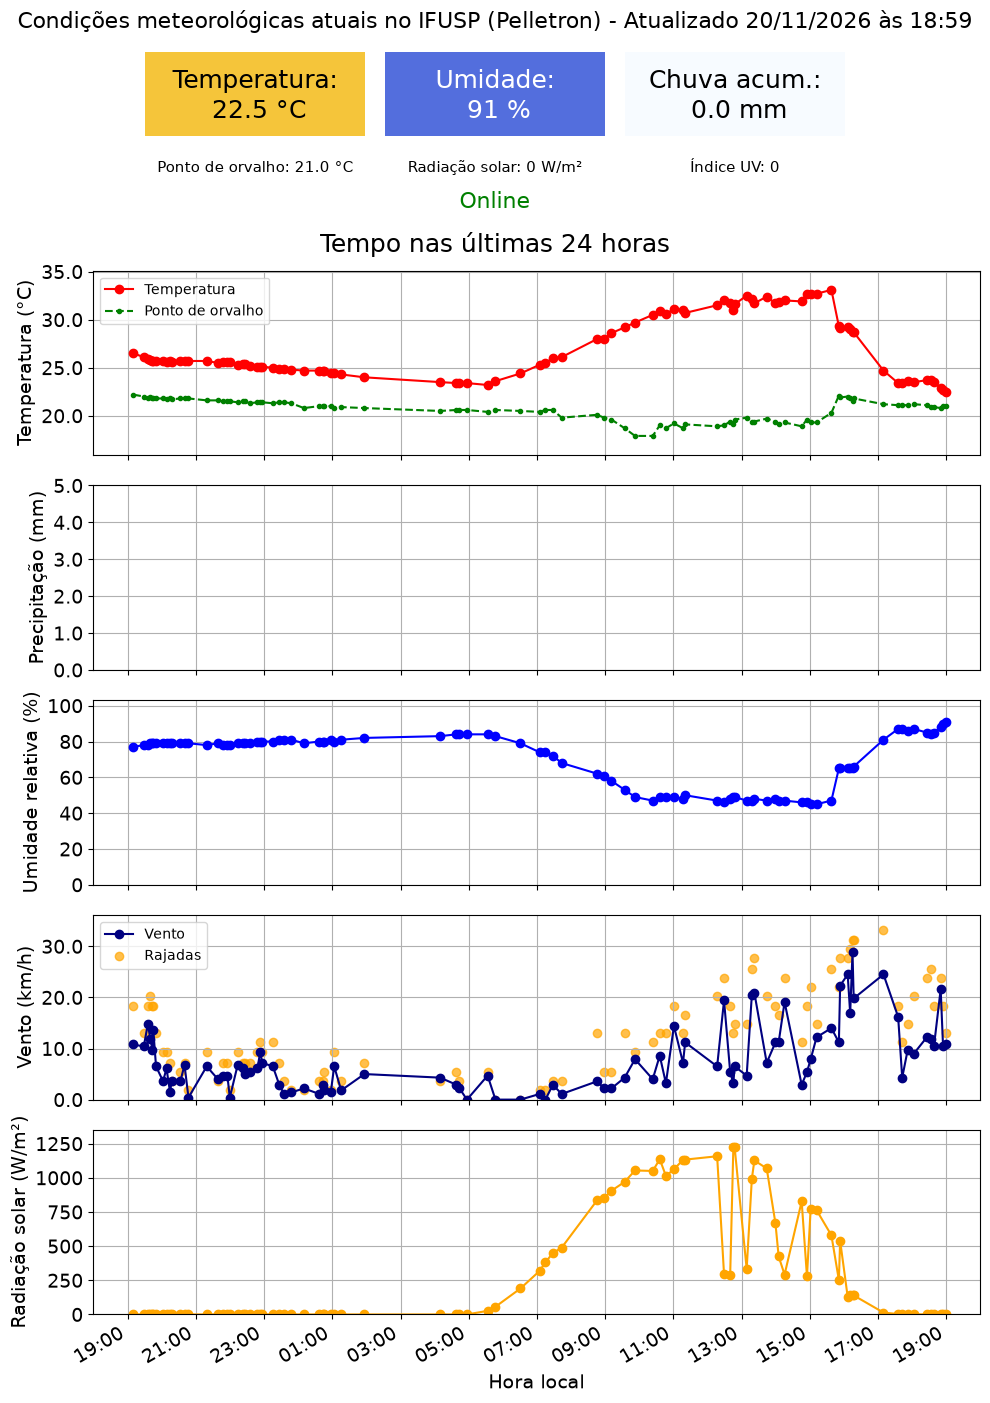 Condições meteorológicas atuais no IFUSP (Pelletron) - Atualizado 20/11/2026 às 18:59
Temperatura:
22.5 °C
Umidade:
91 %
Chuva acum.:
0.0 mm
Ponto de orvalho: 21.0 °C
Radiação solar: 0 W/m²
Índice UV: 0
Online
Tempo nas últimas 24 horas
Temperatura (°C)
35.0
30.0
25.0
20.0
Temperatura
Ponto de orvalho
Precipitação (mm)
5.0
4.0
3.0
2.0
1.0
0.0
Umidade relativa (%)
100
80
60
40
20
0
Vento (km/h)
30.0
20.0
10.0
0.0
Vento
Rajadas
Radiação solar (W/m²)
1250
1000
750
500
250
0
19:00
21:00
23:00
01:00
03:00
05:00
07:00
09:00
11:00
13:00
15:00
17:00
19:00
Hora local